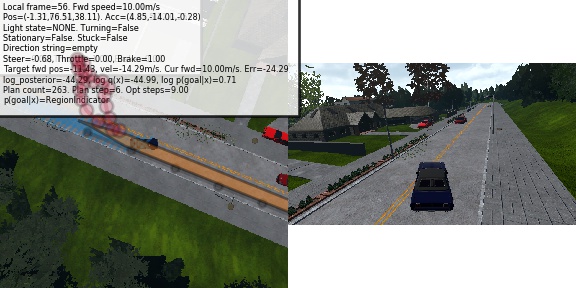 Local frame=56. Fwd speed=10.00m/s
Pos=(-1.31,76.51,38.11). Acc=(4.85,-14.01,-0.28)
Light state=NONE. Turning=False
Stationary=False. Stuck=False
Direction string=empty
Steer=-0.68, Throttle=0.00, Brake=1.00
Target fwd pos=-11.43, vel=-14.29m/s. Cur fwd=10.00m/s. Err=-24.29
log_posterior=-44.29, log q(x)=-44.99, log p(goal|x)=0.71
Plan count=263. Plan step=6. Opt steps=9.00
p(goal|x)=RegionIndicator